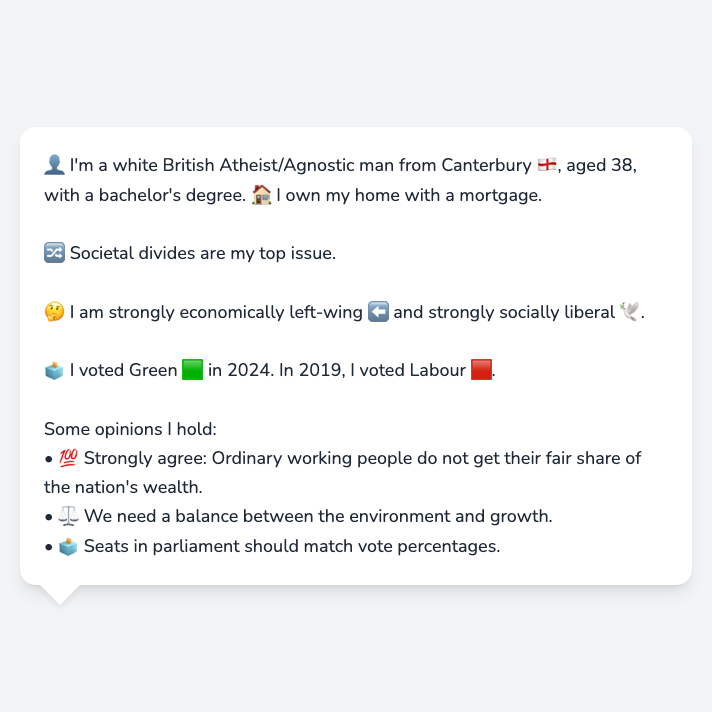 👤 I'm a white British Atheist/Agnostic man from Canterbury 🏴󠁧󠁢󠁥󠁮󠁧󠁿, aged 38,
with a bachelor's degree. 🏠 I own my home with a mortgage.
🔀 Societal divides are my top issue.
🤔 I am strongly economically left-wing ⬅️ and strongly socially liberal 🕊️.
🗳️ I voted Green 🟩 in 2024. In 2019, I voted Labour 🟥.
Some opinions I hold:
• 💯 Strongly agree: Ordinary working people do not get their fair share of
the nation's wealth.
• ⚖️ We need a balance between the environment and growth.
• 🗳️ Seats in parliament should match vote percentages.